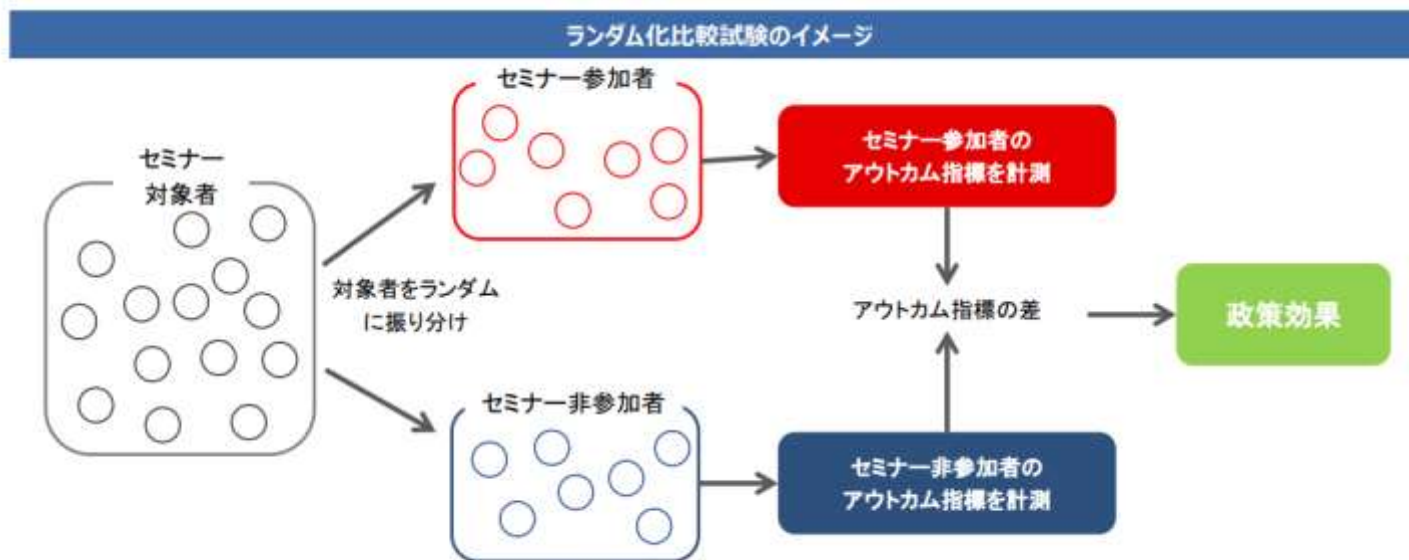 ランダム化比較試験のイメージ
セミナー
対象者
対象者をランダム
に振り分け
セミナー参加者
セミナー参加者の
アウトカム指標を計測
アウトカム指標の差
政策効果
セミナー非参加者
セミナー非参加者の
アウトカム指標を計測